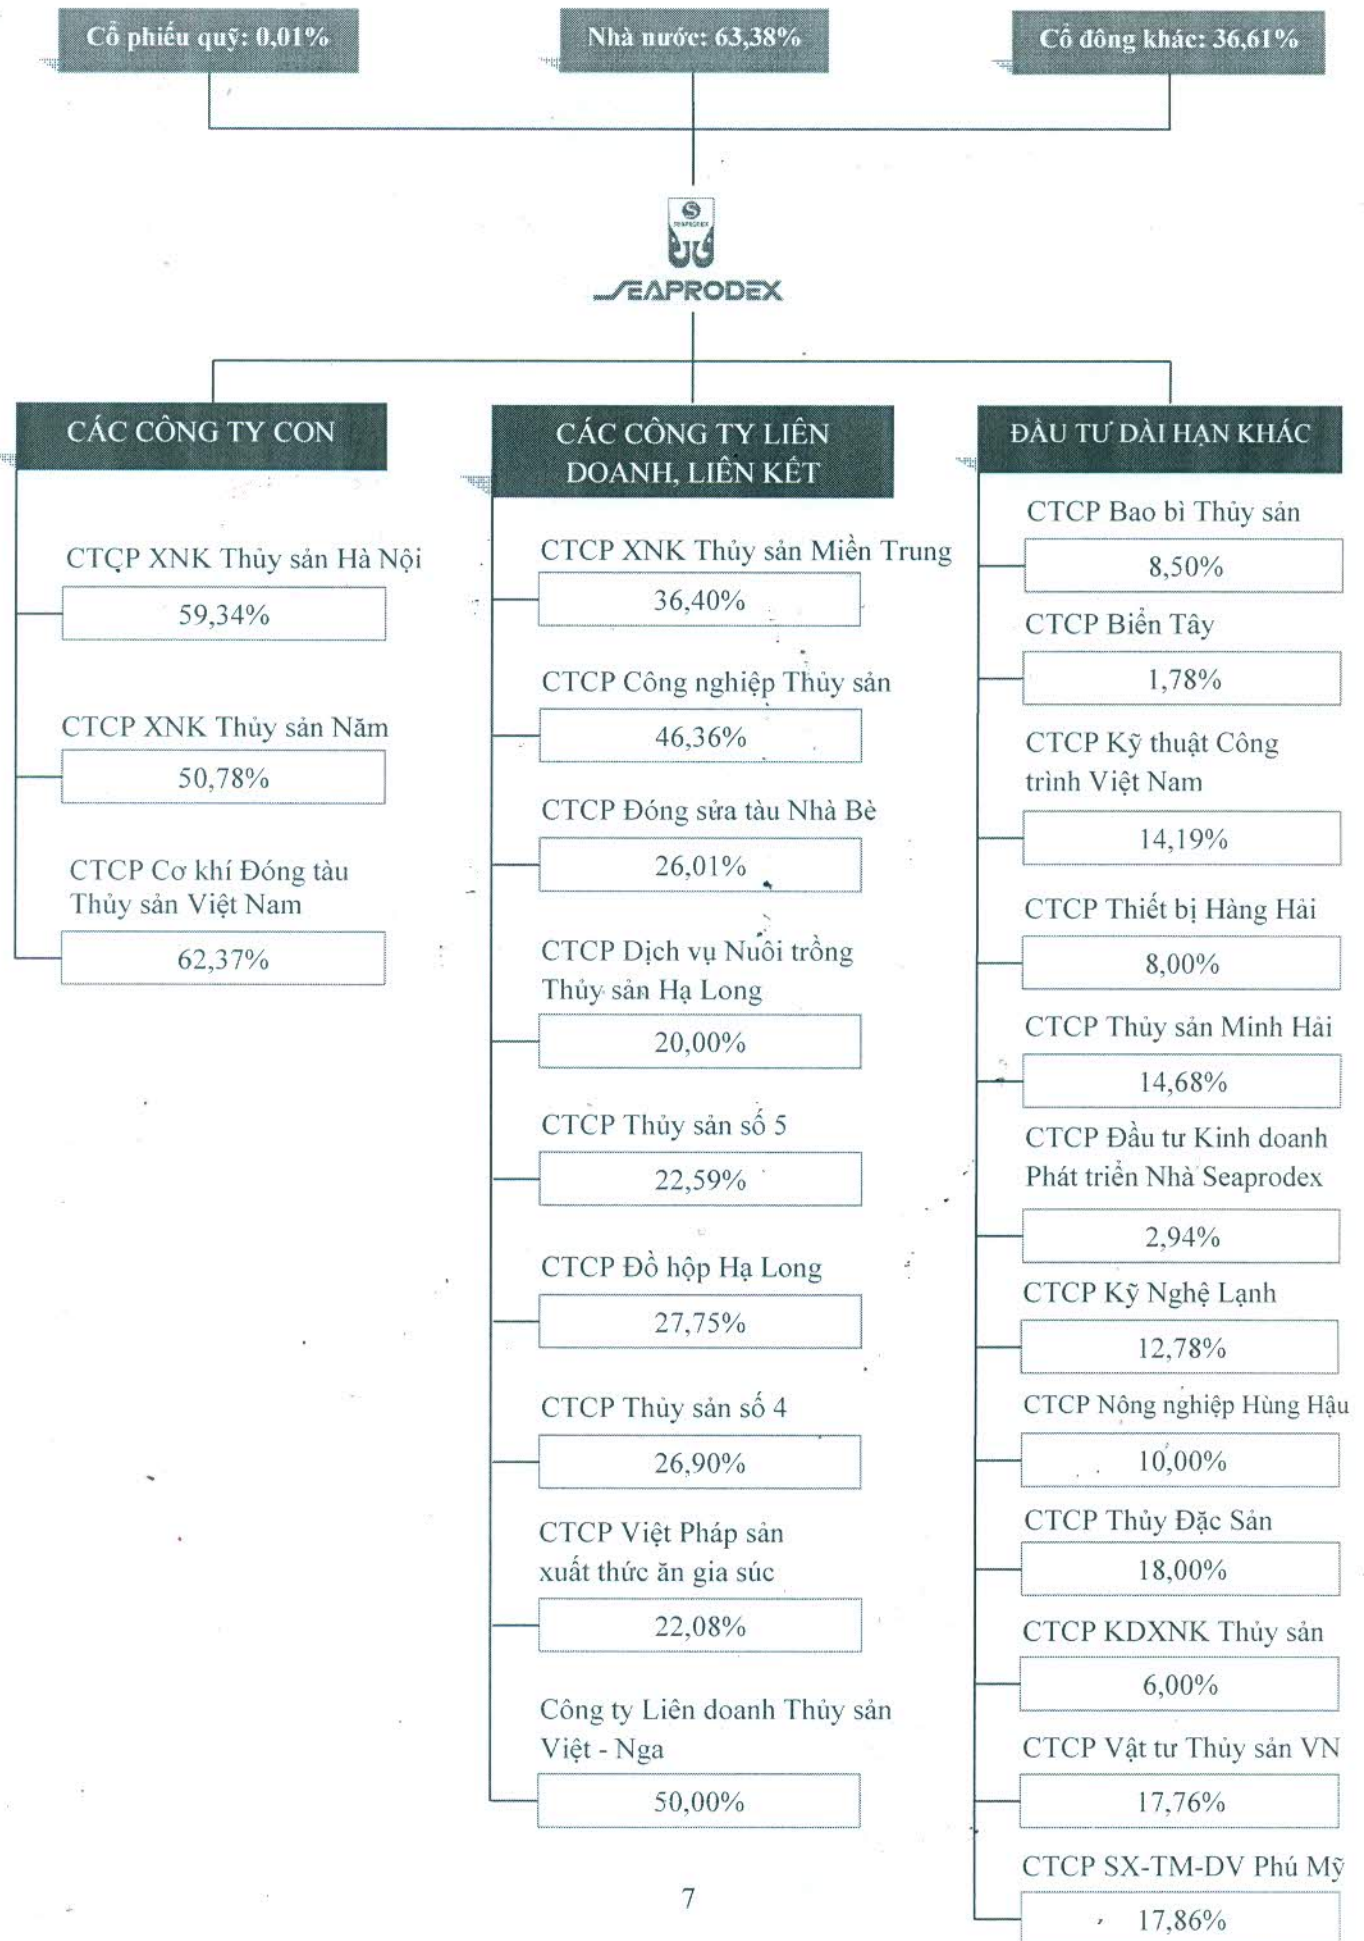 Cổ phiếu quỹ: 0,01%
Nhà nước: 63,38%
Cổ đông khác: 36,61%
S
SEAPRODEX
SEAPRODEX
CÁC CÔNG TY CON
CTCP XNK Thủy sản Hà Nội
59,34%
CTCP XNK Thủy sản Năm
50,78%
CTCP Cơ khí Đóng tàu
Thủy sản Việt Nam
62,37%
CÁC CÔNG TY LIÊN
DOANH, LIÊN KẾT
CTCP XNK Thủy sản Miền Trung
36,40%
CTCP Công nghiệp Thủy sản
46,36%
CTCP Đóng sửa tàu Nhà Bè
26,01%
CTCP Dịch vụ Nuôi trồng
Thủy sản Hạ Long
20,00%
CTCP Thủy sản số 5
22,59%
CTCP Đồ hộp Hạ Long
27,75%
CTCP Thủy sản số 4
26,90%
CTCP Việt Pháp sản
xuất thức ăn gia súc
22,08%
Công ty Liên doanh Thủy sản
Việt - Nga
50,00%
ĐẦU TƯ DÀI HẠN KHÁC
CTCP Bao bì Thủy sản
8,50%
CTCP Biển Tây
1,78%
CTCP Kỹ thuật Công
trình Việt Nam
14,19%
CTCP Thiết bị Hàng Hải
8,00%
CTCP Thủy sản Minh Hải
14,68%
CTCP Đầu tư Kinh doanh
Phát triển Nhà Seaprodex
2,94%
CTCP Kỹ Nghệ Lạnh
12,78%
CTCP Nông nghiệp Hùng Hậu
10,00%
CTCP Thủy Đặc Sản
18,00%
CTCP KDXNK Thủy sản
6,00%
CTCP Vật tư Thủy sản VN
17,76%
CTCP SX-TM-DV Phú Mỹ
17,86%
7